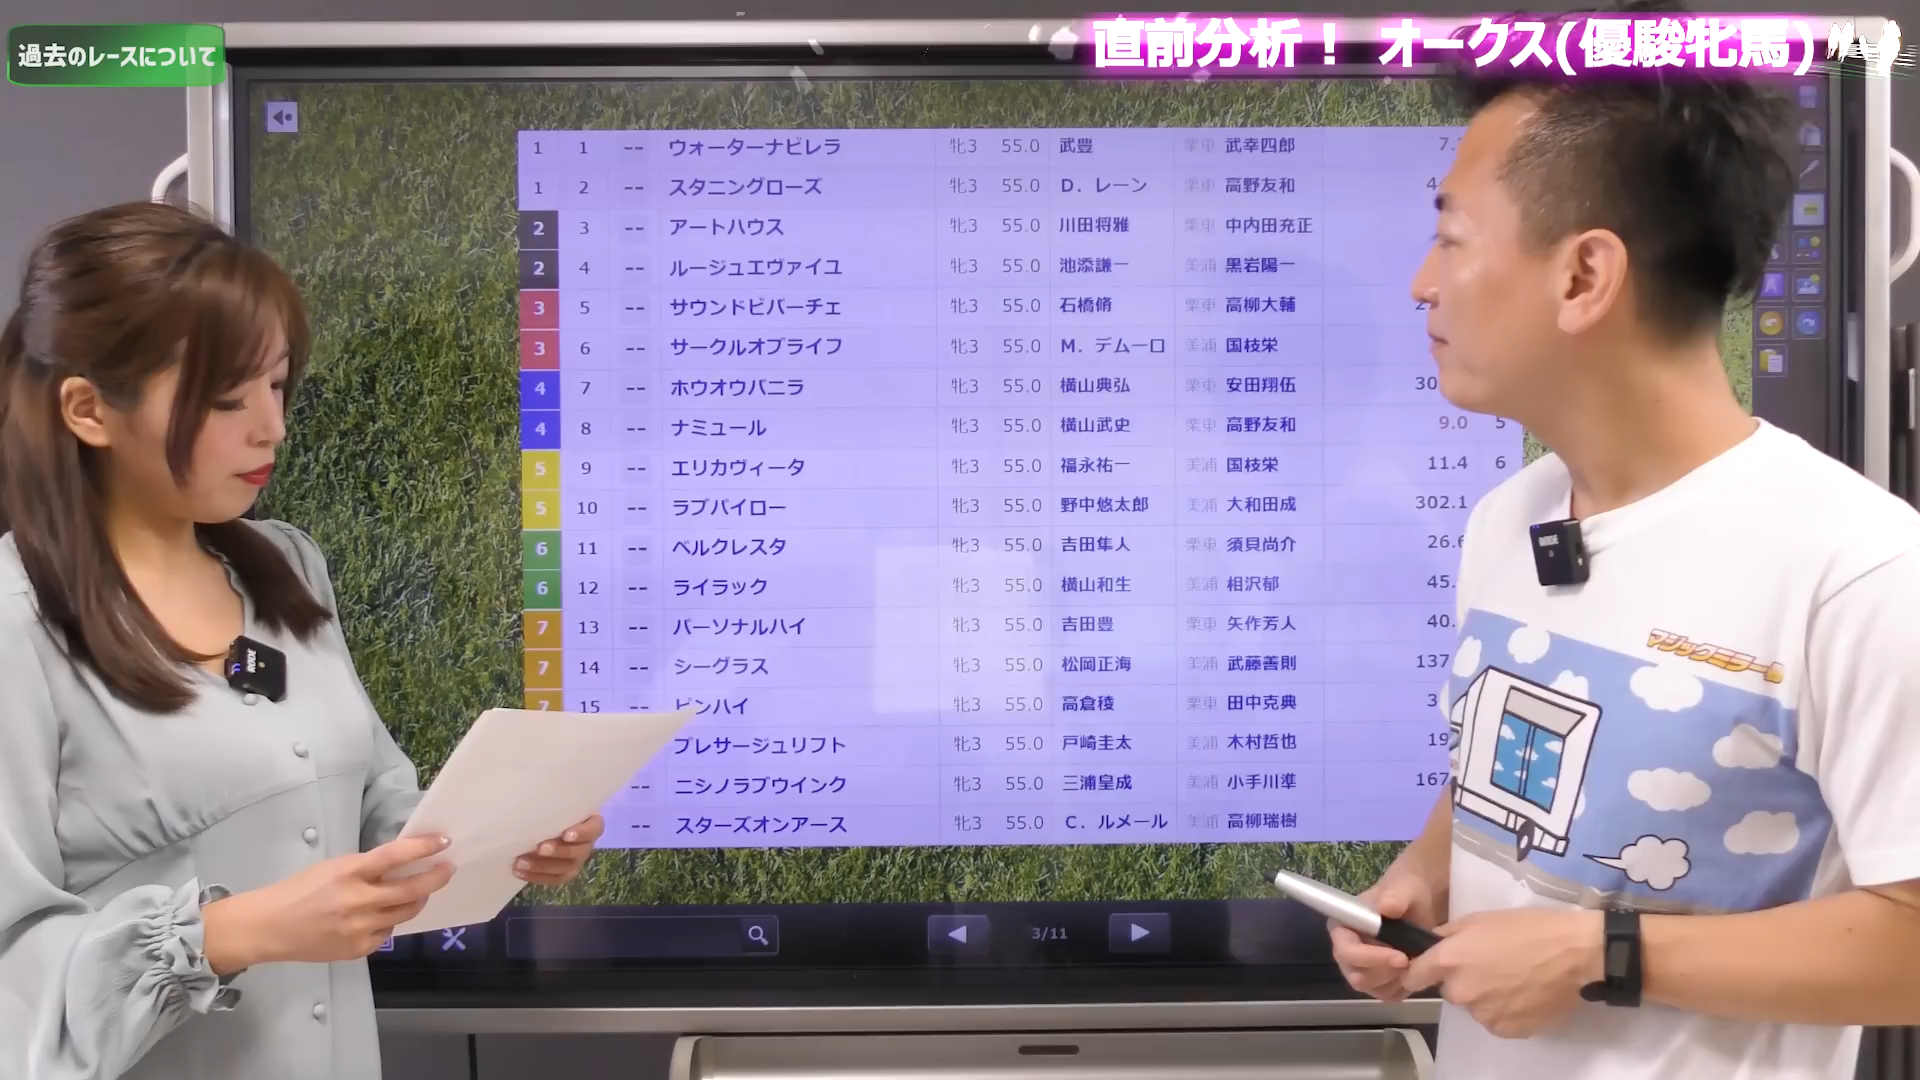 過去のレースについて
直前分析！ オークス(優駿牝馬)
1 1 -- ウォーターナビレラ 牝3 55.0 武豊 栗東 武幸四郎 7.
1 2 -- スタニングローズ 牝3 55.0 D．レーン 栗東 高野友和 4
2 3 -- アートハウス 牝3 55.0 川田将雅 栗東 中内田充正
2 4 -- ルージュエヴァイユ 牝3 55.0 池添謙一 美浦 黒岩陽一
3 5 -- サウンドビバーチェ 牝3 55.0 石橋脩 栗東 高柳大輔 2
3 6 -- サークルオブライフ 牝3 55.0 M．デムーロ 美浦 国枝栄
4 7 -- ホウオウバニラ 牝3 55.0 横山典弘 栗東 安田翔伍 30
4 8 -- ナミュール 牝3 55.0 横山武史 栗東 高野友和 9.0 5
5 9 -- エリカヴィータ 牝3 55.0 福永祐一 美浦 国枝栄 11.4 6
5 10 -- ラブパイロー 牝3 55.0 野中悠太郎 美浦 大和田成 302.1
6 11 -- ベルクレスタ 牝3 55.0 吉田隼人 栗東 須貝尚介 26.6
6 12 -- ライラック 牝3 55.0 横山和生 美浦 相沢郁 45.
7 13 -- パーソナルハイ 牝3 55.0 吉田豊 栗東 矢作芳人 40.
7 14 -- シーグラス 牝3 55.0 松岡正海 美浦 武藤善則 137
7 15 -- ピンハイ 牝3 55.0 高倉稜 栗東 田中克典 3
プレサージュリフト 牝3 55.0 戸崎圭太 美浦 木村哲也 19
-- ニシノラブウインク 牝3 55.0 三浦皇成 美浦 小手川準 167
-- スターズオンアース 牝3 55.0 C．ルメール 美浦 高柳瑞樹
3/11
RODE
RODE
マジックミラー